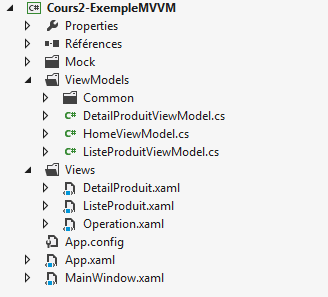 C# Cours2-ExempleMVVM
Properties
Références
Mock
ViewModels
Common
C# DetailProduitViewModel.cs
C# HomeViewModel.cs
C# ListeProduitViewModel.cs
Views
DetailProduit.xaml
ListeProduit.xaml
Operation.xaml
App.config
App.xaml
MainWindow.xaml